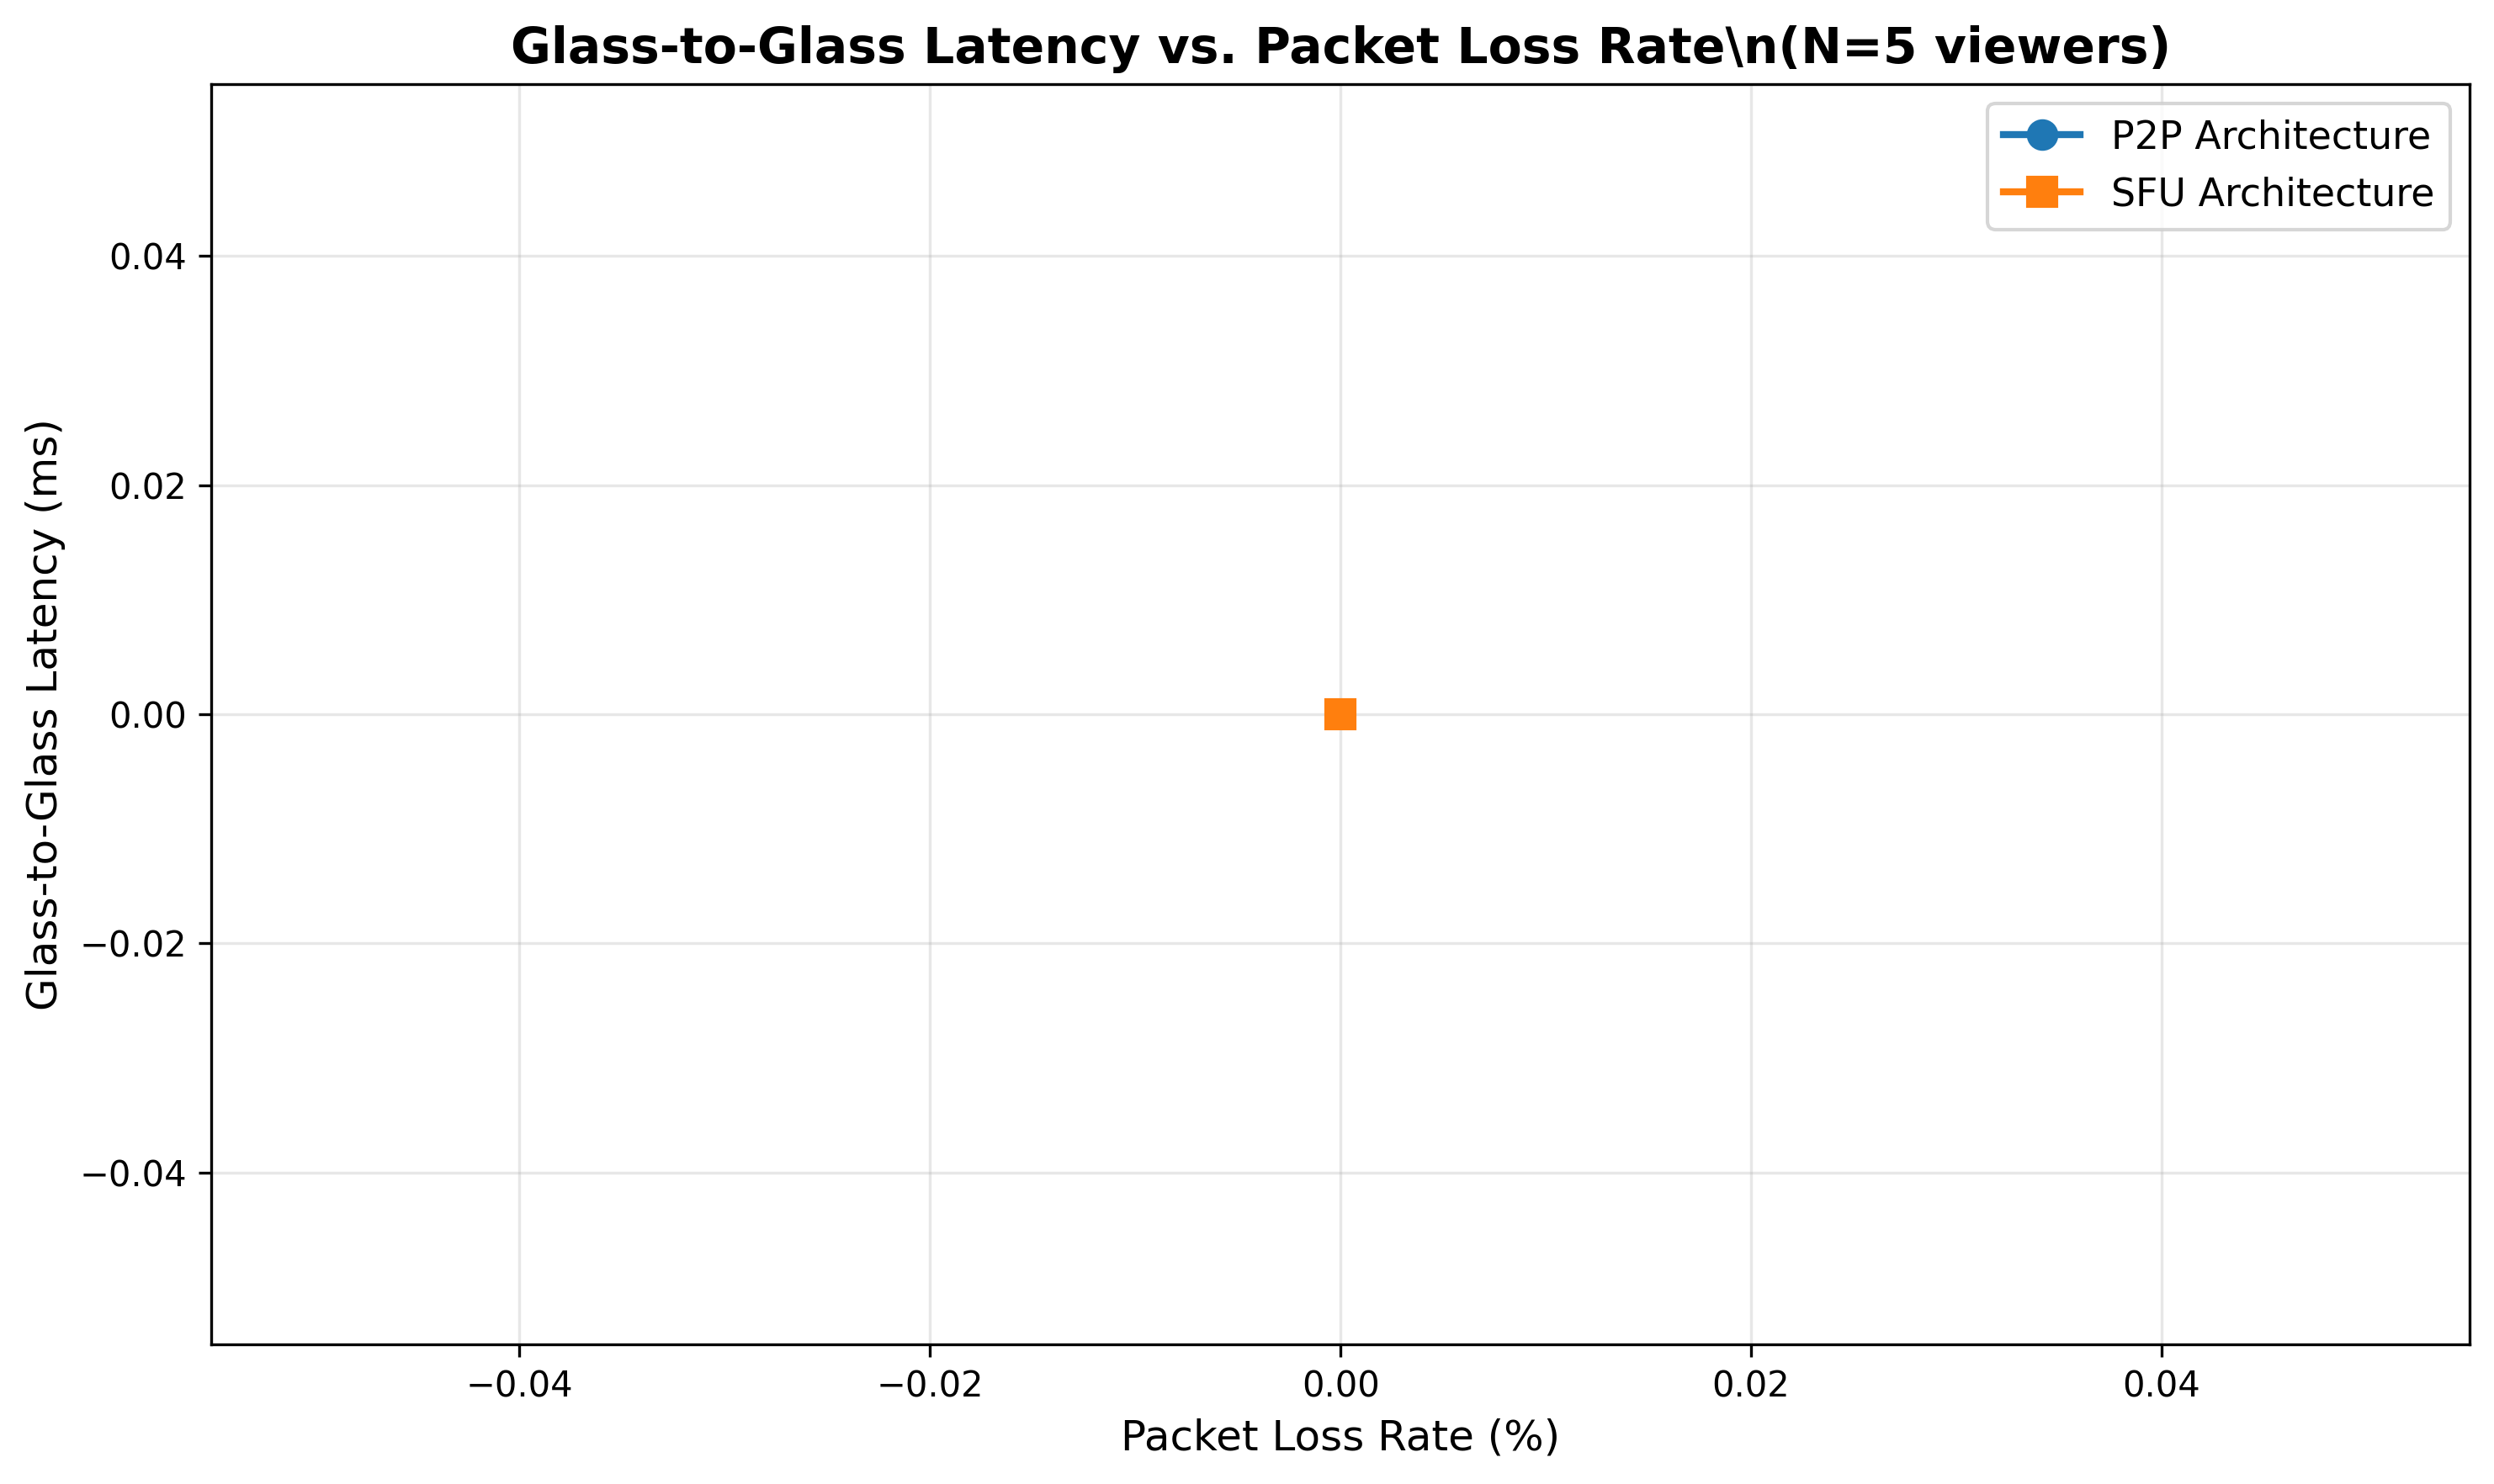 Glass-to-Glass Latency vs. Packet Loss Rate\n(N=5 viewers)
P2P Architecture
SFU Architecture
Glass-to-Glass Latency (ms)
0.04
0.02
0.00
−0.02
−0.04
−0.04
−0.02
0.00
0.02
0.04
Packet Loss Rate (%)